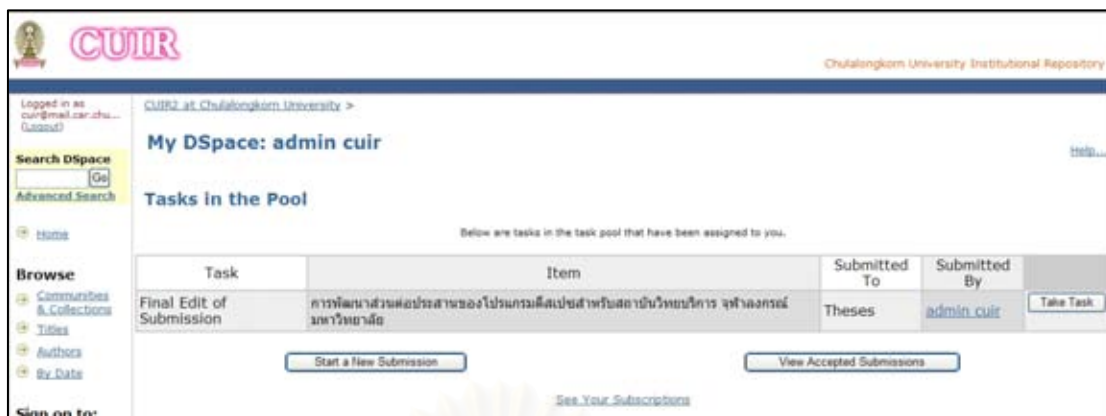 CUIR
Chulalongkorn University Institutional Repository
Logged in as
cuir@mail.car.chu...
(Logout)
Search DSpace
Go
Advanced Search
Home
Browse
Communities
& Collections
Titles
Authors
By Date
Sign on to:
CUIR2 at Chulalongkorn University >
My DSpace: admin cuir
Help...
Tasks in the Pool
Below are tasks in the task pool that have been assigned to you.
Task Item Submitted To Submitted By
Final Edit of Submission การพัฒนาส่วนต่อประสานของโปรแกรมดีสเปซสำหรับสถาบันวิทยบริการ จุฬาลงกรณ์มหาวิทยาลัย Theses admin cuir Take Task
Start a New Submission View Accepted Submissions
See Your Subscriptions